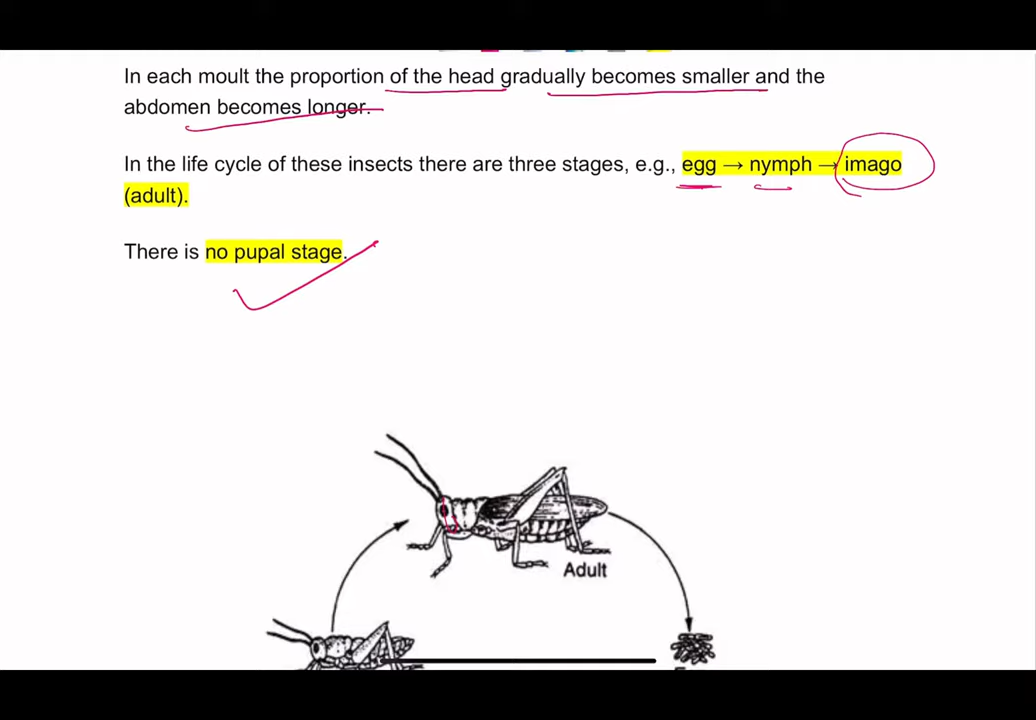 In each moult the proportion of the head gradually becomes smaller and the
abdomen becomes longer.
In the life cycle of these insects there are three stages, e.g., egg → nymph → imago
(adult).
There is no pupal stage.
Adult